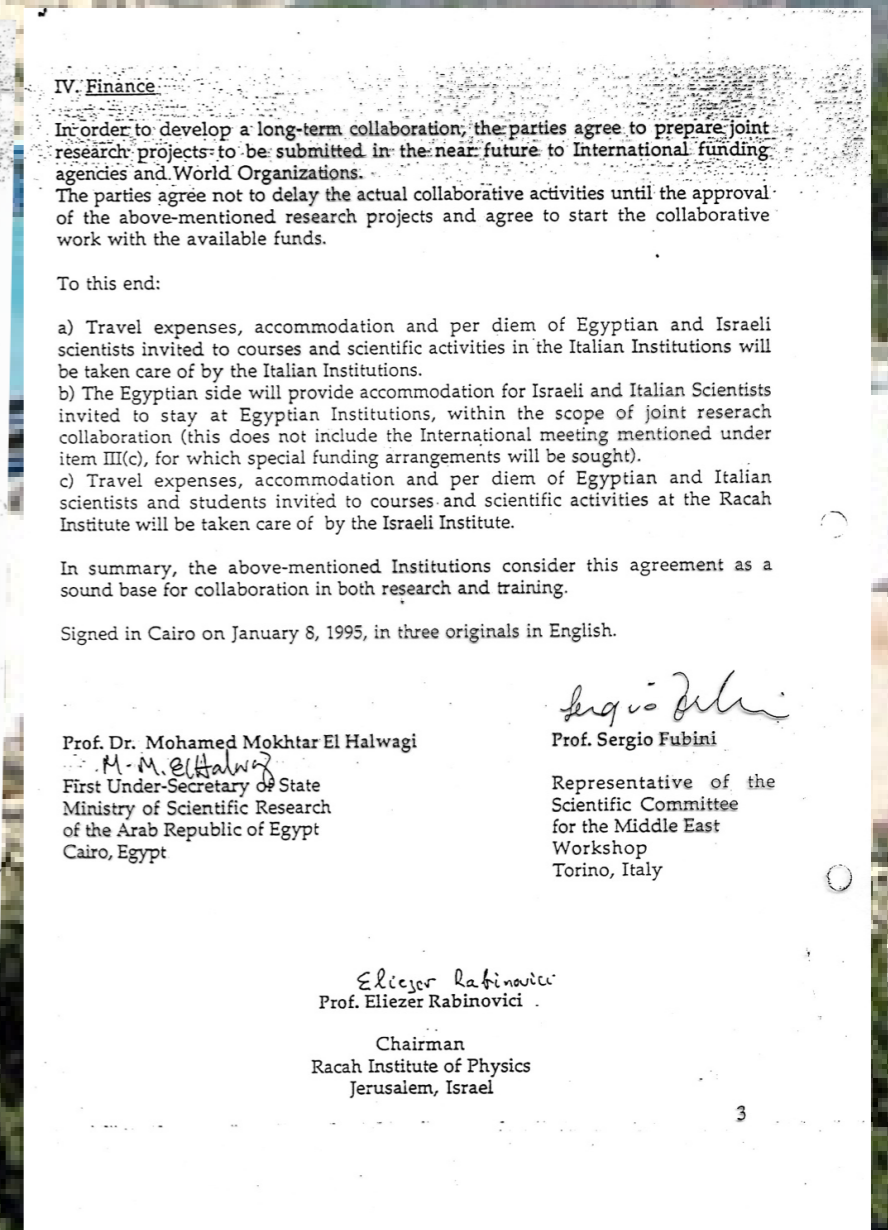 IV. Finance
In order to develop a long-term collaboration, the parties agree to prepare joint
research projects to be submitted in the near future to International funding
agencies and World Organizations.
The parties agree not to delay the actual collaborative activities until the approval
of the above-mentioned research projects and agree to start the collaborative
work with the available funds.
To this end:
a) Travel expenses, accommodation and per diem of Egyptian and Israeli
scientists invited to courses and scientific activities in the Italian Institutions will
be taken care of by the Italian Institutions.
b) The Egyptian side will provide accommodation for Israeli and Italian Scientists
invited to stay at Egyptian Institutions, within the scope of joint reserach
collaboration (this does not include the International meeting mentioned under
item III(c), for which special funding arrangements will be sought).
c) Travel expenses, accommodation and per diem of Egyptian and Italian
scientists and students invited to courses and scientific activities at the Racah
Institute will be taken care of by the Israeli Institute.
In summary, the above-mentioned Institutions consider this agreement as a
sound base for collaboration in both research and training.
Signed in Cairo on January 8, 1995, in three originals in English.
Prof. Dr. Mohamed Mokhtar El Halwagi
M. M. El Halwagi
First Under-Secretary of State
Ministry of Scientific Research
of the Arab Republic of Egypt
Cairo, Egypt
Sergio Fubini
Prof. Sergio Fubini
Representative of the
Scientific Committee
for the Middle East
Workshop
Torino, Italy
Eliezer Rabinovici
Prof. Eliezer Rabinovici
Chairman
Racah Institute of Physics
Jerusalem, Israel
3